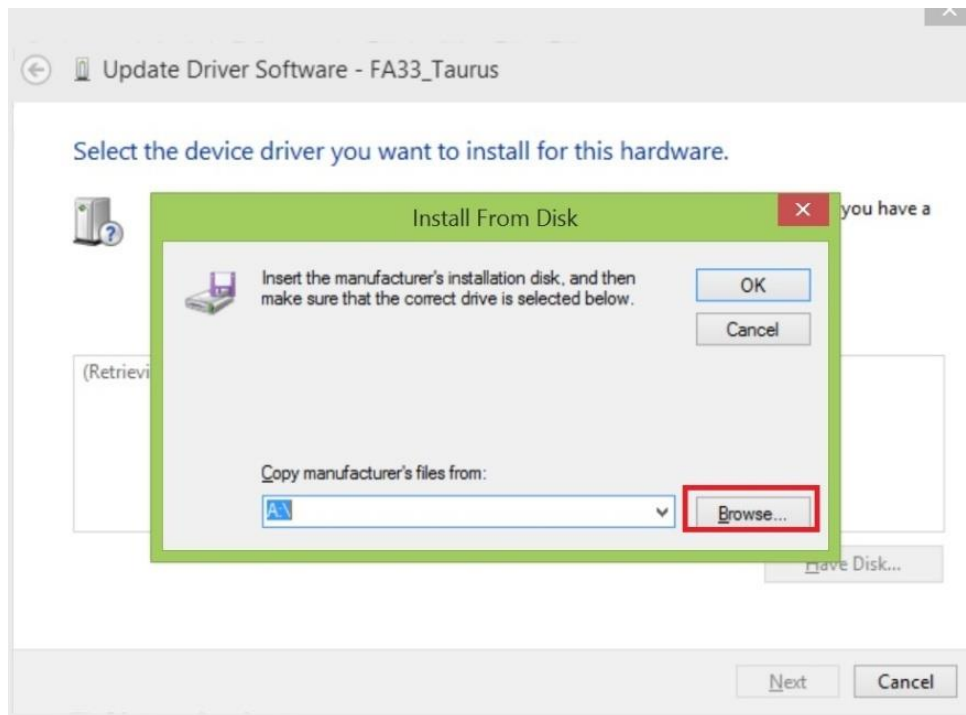 Update Driver Software - FA33_Taurus
Select the device driver you want to install for this hardware.
you have a
Install From Disk
Insert the manufacturer's installation disk, and then
make sure that the correct drive is selected below.
OK
Cancel
(Retrievi
Copy manufacturer's files from:
A:\
Browse...
Have Disk...
Next
Cancel